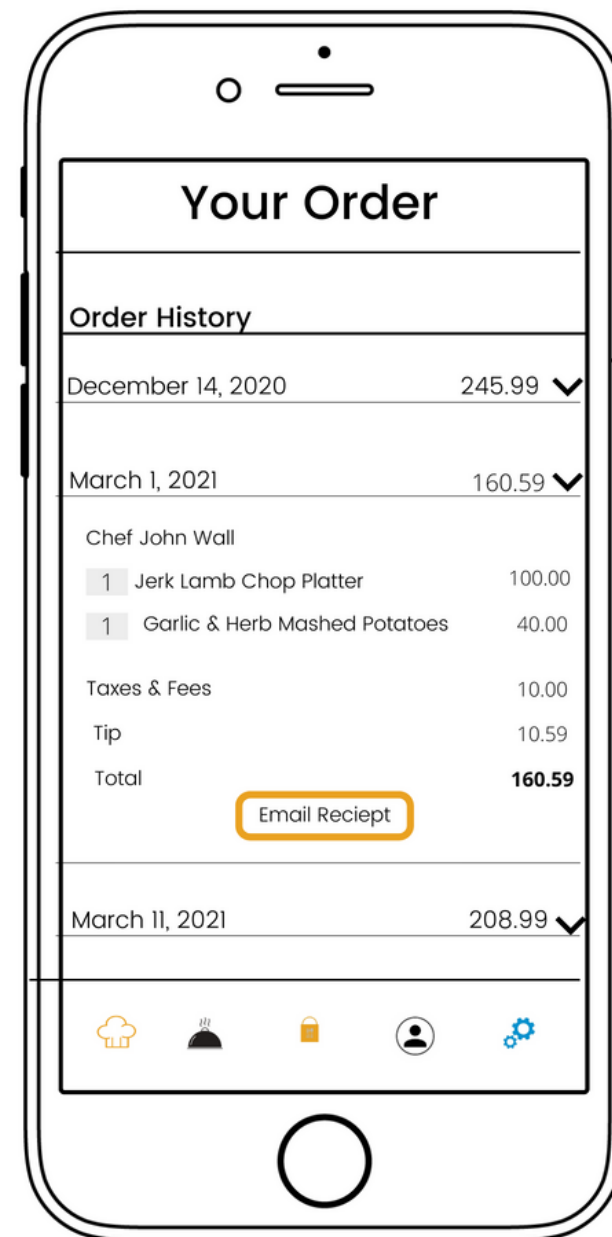 Your Order
Order History
December 14, 2020 245.99
March 1, 2021 160.59
Chef John Wall
1 Jerk Lamb Chop Platter 100.00
1 Garlic & Herb Mashed Potatoes 40.00
Taxes & Fees 10.00
Tip 10.59
Total 160.59
Email Reciept
March 11, 2021 208.99